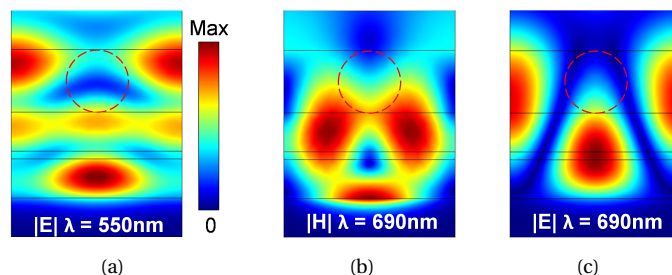 Max
0
|E| λ = 550nm
|H| λ = 690nm
|E| λ = 690nm
(a)
(b)
(c)